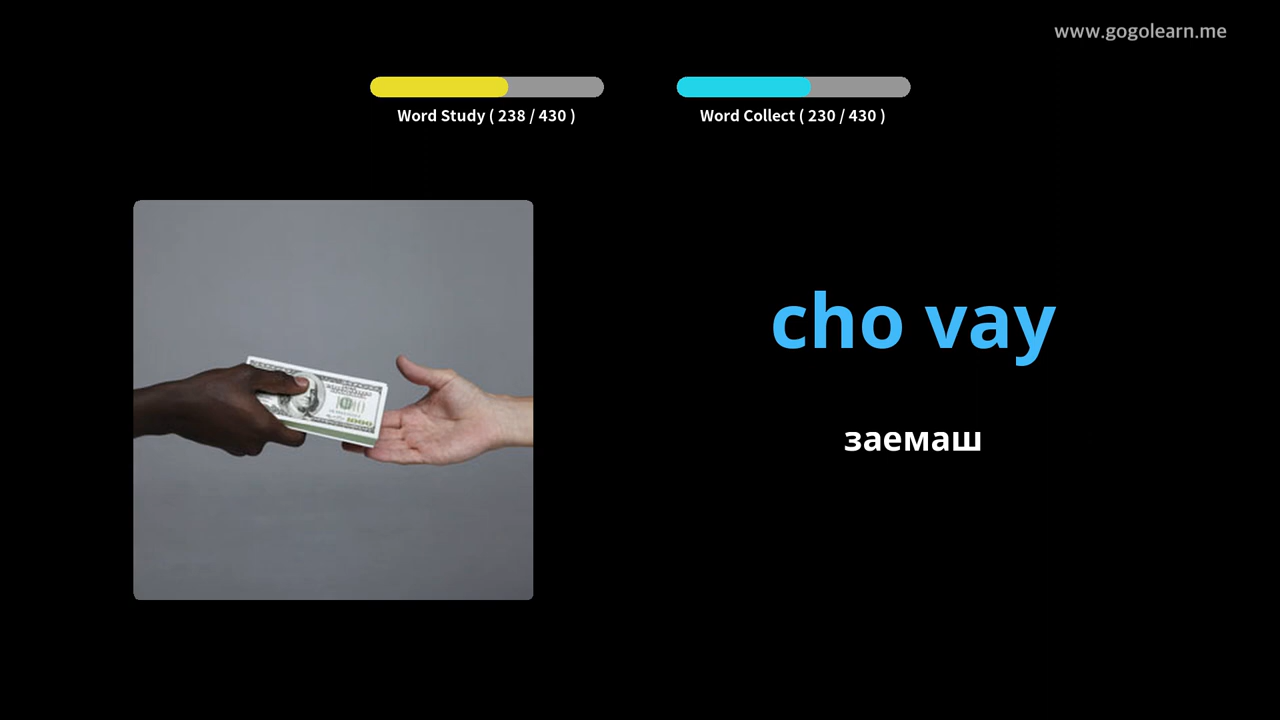 www.gogolearn.me
Word Study ( 238 / 430 )
Word Collect ( 230 / 430 )
cho vay
заемаш